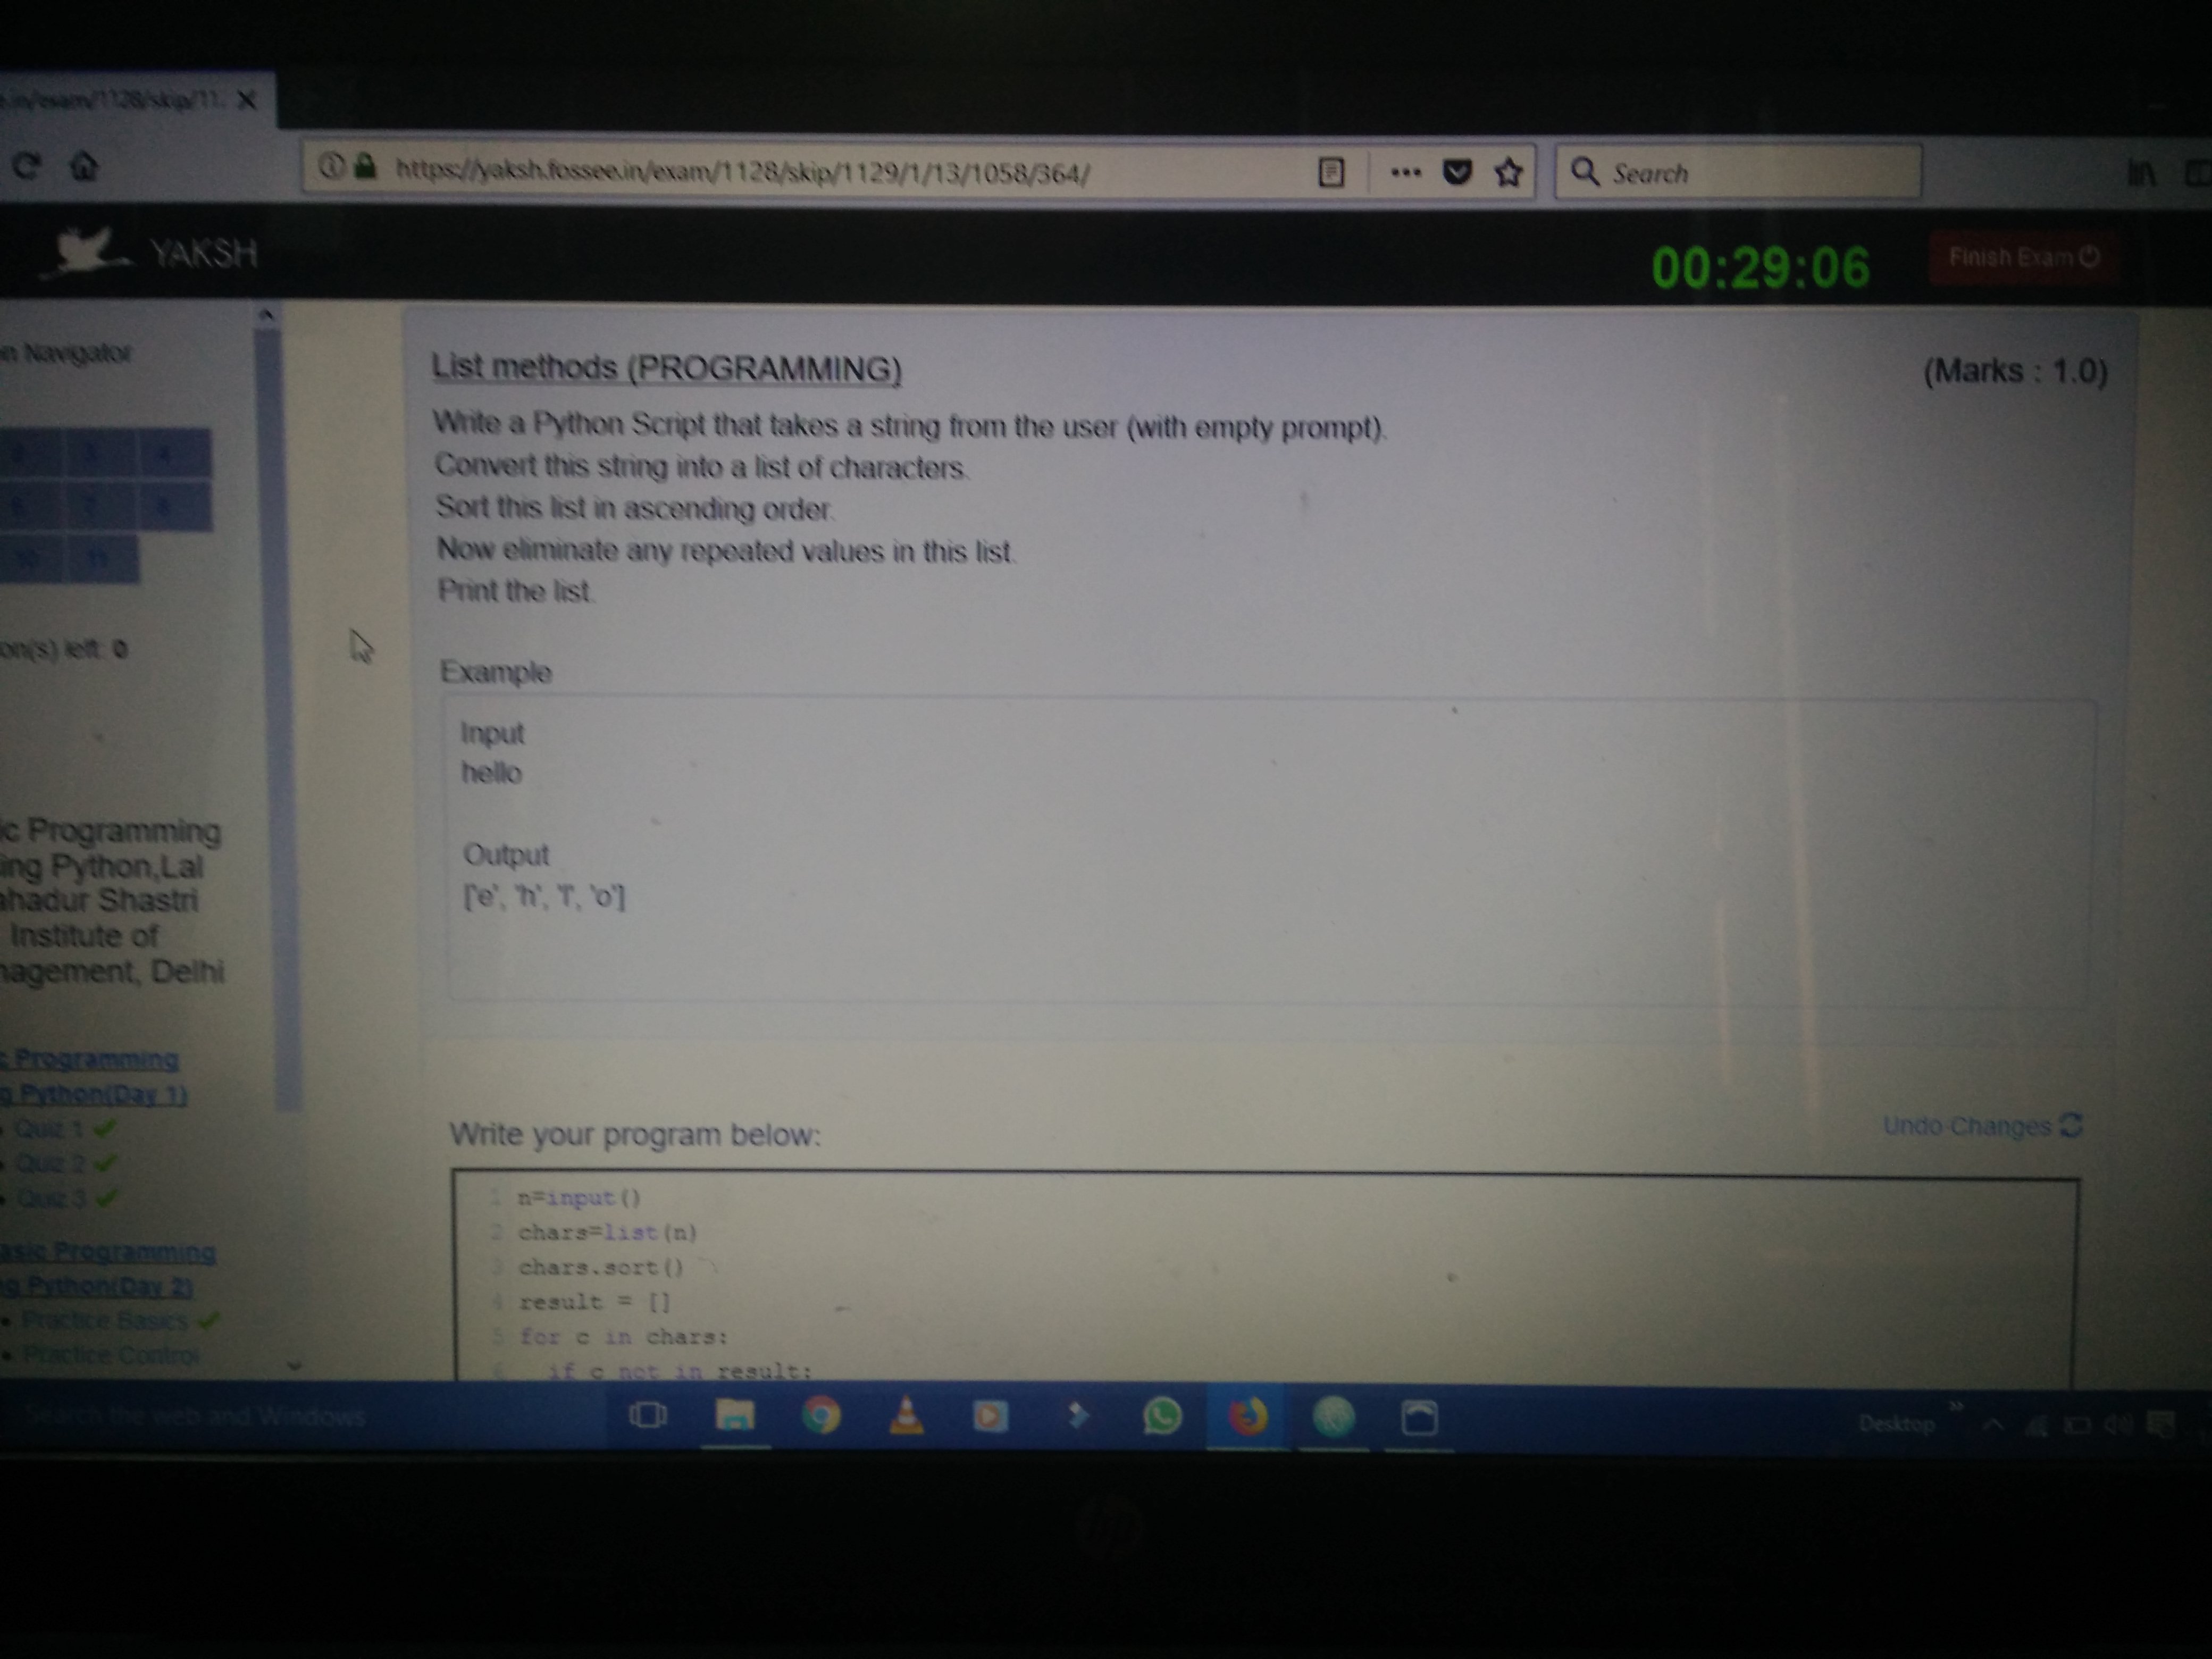 https://yaksh.fossee.in/exam/1128/skip/1129/1/13/1058/364/
Search
YAKSH
00:29:06
Finish Exam
n Navigator
List methods (PROGRAMMING)
(Marks : 1.0)
Write a Python Script that takes a string from the user (with empty prompt).
Convert this string into a list of characters.
Sort this list in ascending order.
Now eliminate any repeated values in this list.
Print the list.
on(s) left: 0
Example
Input
hello
Output
['e', 'h', 'l', 'o']
c Programming
ing Python,Lal
ahadur Shastri
Institute of
nagement, Delhi
c Programming
g Python(Day 1)
Quiz 1
Quiz 2
Quiz 3
asic Programming
g Python(Day 2)
Practice Basics
Practice Control
Write your program below:
Undo Changes
1 n=input()
2 chars=list(n)
3 chars.sort()
4 result = []
5 for c in chars:
6 if c not in result:
Search the web and Windows
Desktop
hp